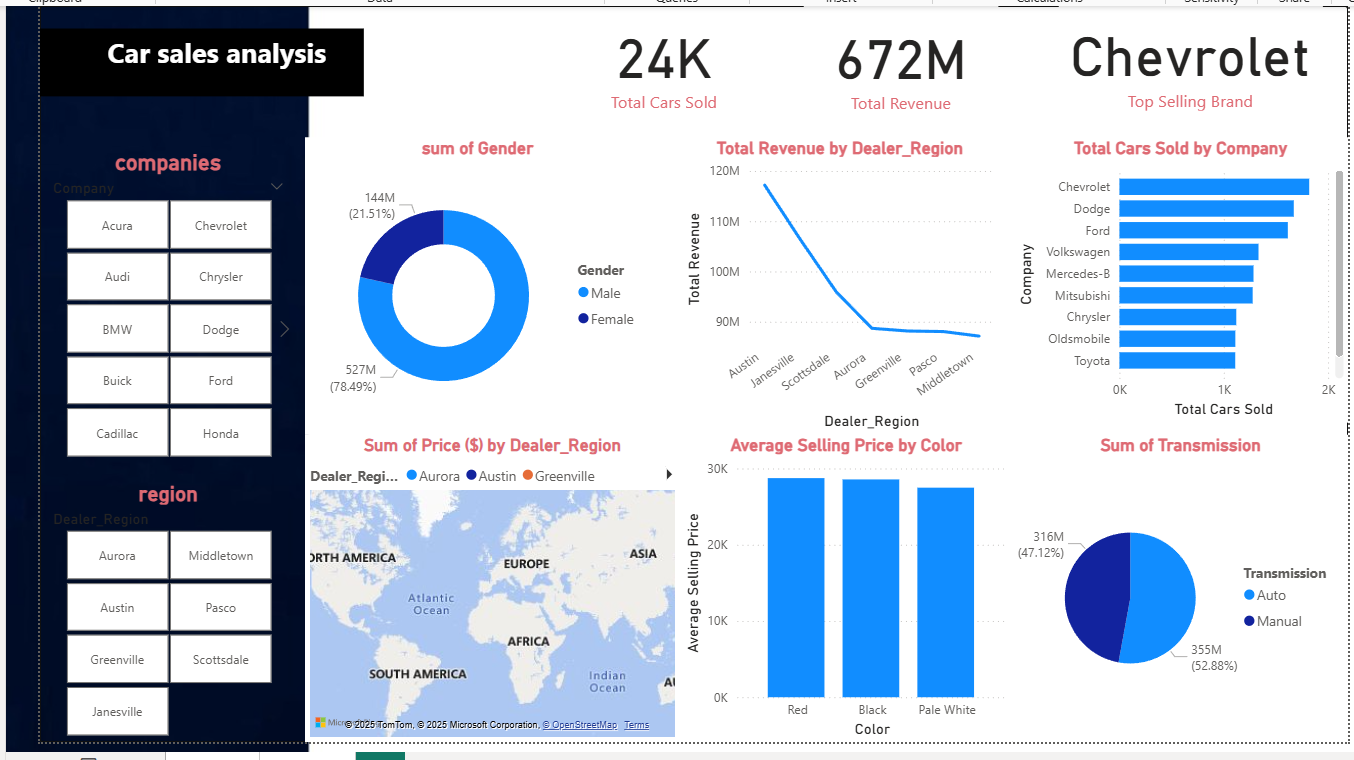 Clipboard Data Queries Insert Calculations Sensitivity Share
Car sales analysis
24K
Total Cars Sold
672M
Total Revenue
Chevrolet
Top Selling Brand
companies
Company
Acura
Chevrolet
Audi
Chrysler
BMW
Dodge
Buick
Ford
Cadillac
Honda
region
Dealer_Region
Aurora
Middletown
Austin
Pasco
Greenville
Scottsdale
Janesville
sum of Gender
144M
(21.51%)
527M
(78.49%)
Gender
Male
Female
Total Revenue by Dealer_Region
Total Revenue
120M
110M
100M
90M
Austin
Janesville
Scottsdale
Aurora
Greenville
Pasco
Middletown
Dealer_Region
Total Cars Sold by Company
Company
Chevrolet
Dodge
Ford
Volkswagen
Mercedes-B
Mitsubishi
Chrysler
Oldsmobile
Toyota
0K 1K 2K
Total Cars Sold
Sum of Price ($) by Dealer_Region
Dealer_Regi... Aurora Austin Greenville
ORTH AMERICA
EUROPE
ASIA
Atlantic
Ocean
AFRICA
SOUTH AMERICA
Indian
Ocean
AU
© 2025 TomTom, © 2025 Microsoft Corporation, © OpenStreetMap Terms
Average Selling Price by Color
Average Selling Price
30K
20K
10K
0K
Red
Black
Pale White
Color
Sum of Transmission
316M
(47.12%)
355M
(52.88%)
Transmission
Auto
Manual